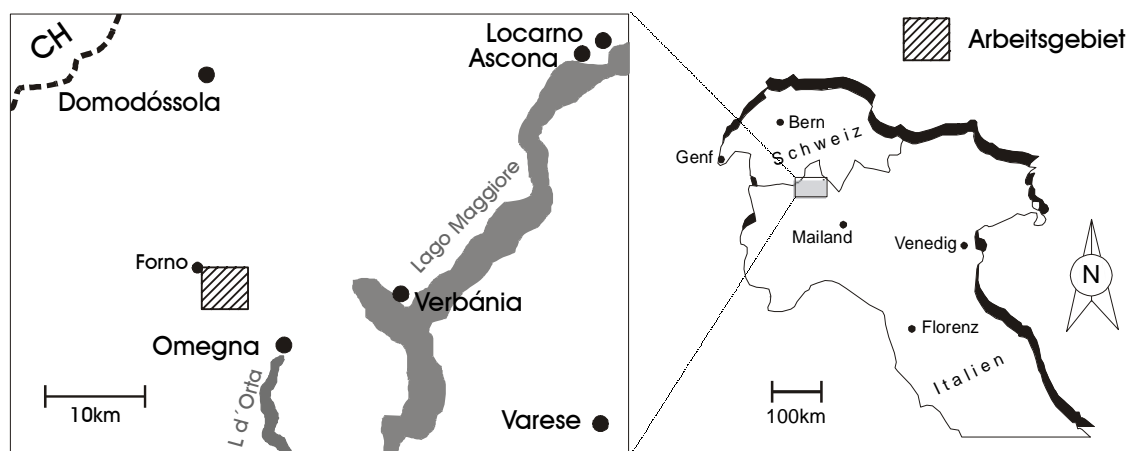 CH
Locarno
Ascona
Domodóssola
Lago Maggiore
Forno
Verbánia
Omegna
L d´Orta
10km
Varese
Arbeitsgebiet
Bern
Schweiz
Genf
Mailand
Venedig
N
Florenz
Italien
100km